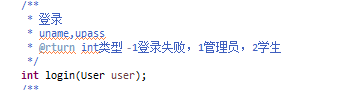 /**
* 登录
* uname,upass
* @rturn int类型 -1登录失败，1管理员，2学生
*/
int login(User user);
/**